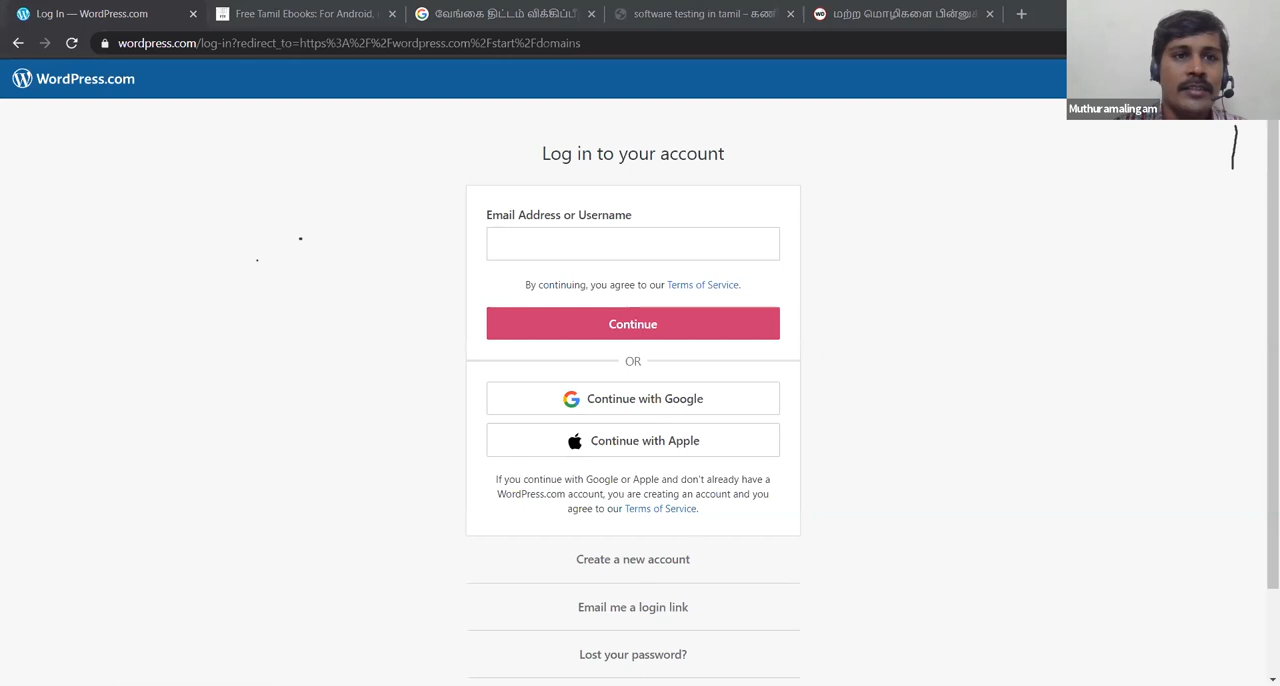 Log In — WordPress.com
Free Tamil Ebooks: For Android,
வேங்கை திட்டம் விக்கிப்பீ
software testing in tamil – கணி
மற்ற மொழிகளை பின்னுக்
wordpress.com/log-in?redirect_to=https%3A%2F%2Fwordpress.com%2Fstart%2Fdomains
WordPress.com
Muthuramalingam
Log in to your account
Email Address or Username
By continuing, you agree to our Terms of Service.
Continue
OR
Continue with Google
Continue with Apple
If you continue with Google or Apple and don't already have a
WordPress.com account, you are creating an account and you
agree to our Terms of Service.
Create a new account
Email me a login link
Lost your password?